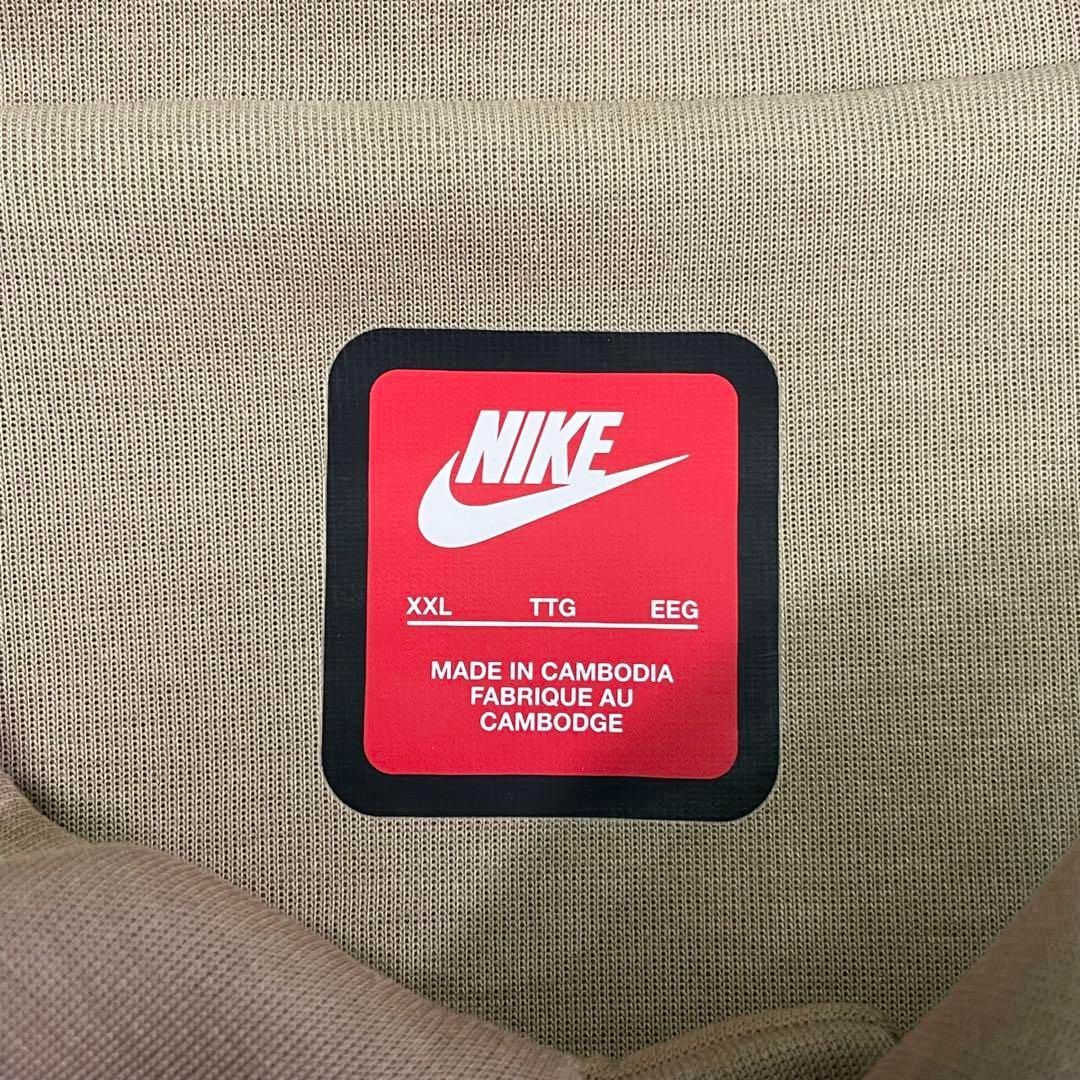 NIKE
XXL TTG EEG
MADE IN CAMBODIA
FABRIQUE AU
CAMBODGE